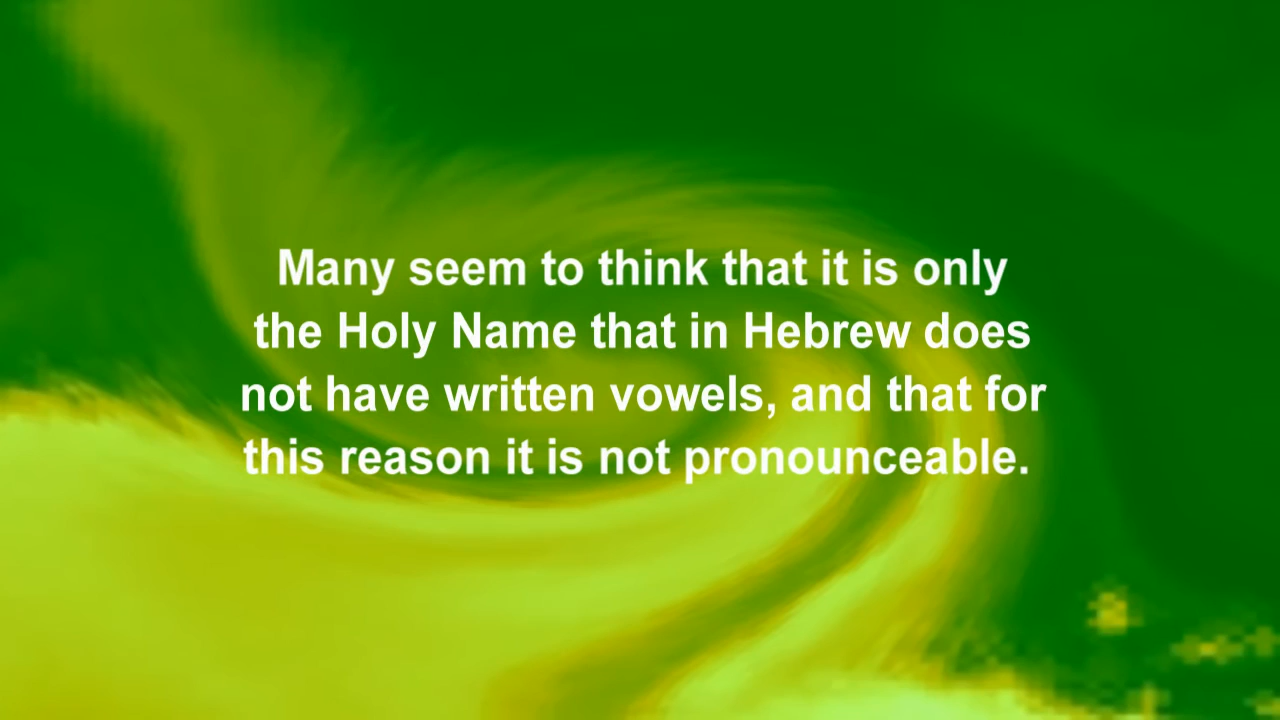 Many seem to think that it is only
the Holy Name that in Hebrew does
not have written vowels, and that for
this reason it is not pronounceable.